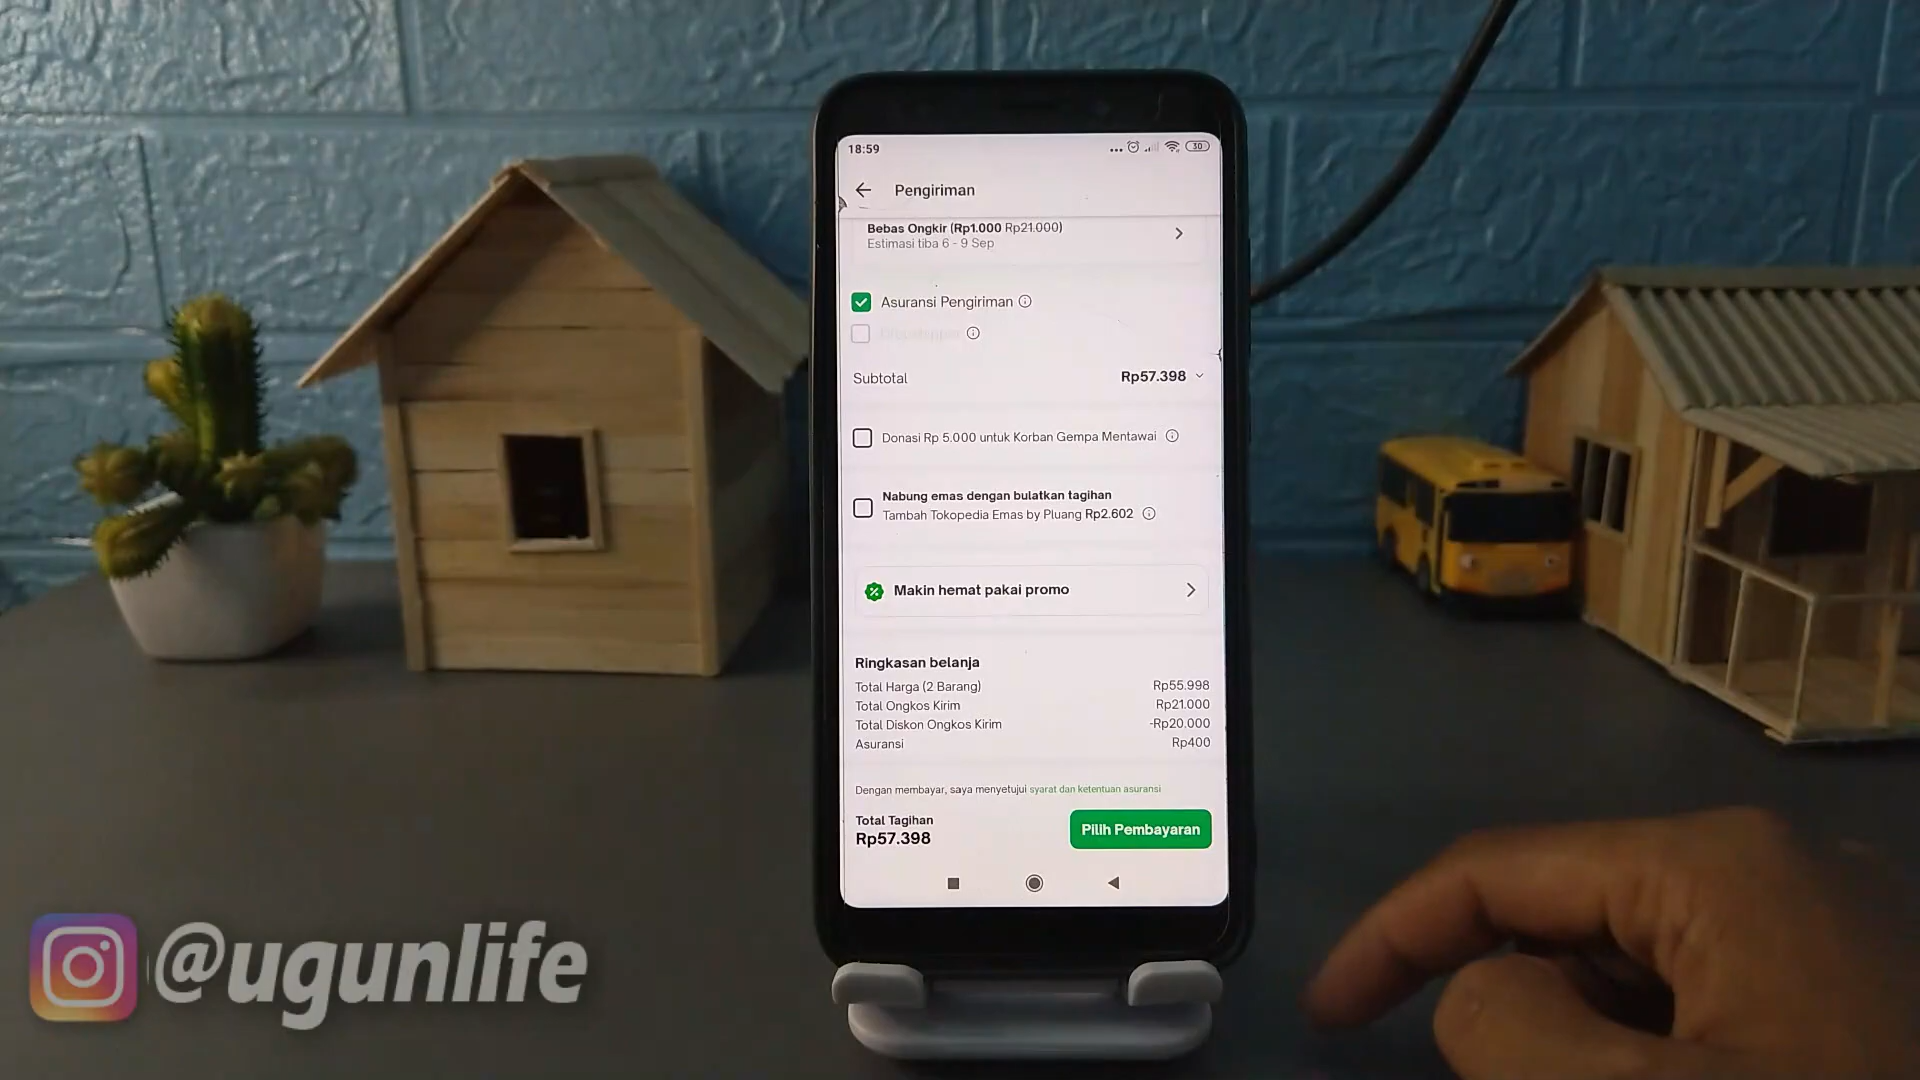 18:59
30
Pengiriman
Bebas Ongkir (Rp1.000 Rp21.000)
Estimasi tiba 6 - 9 Sep
Asuransi Pengiriman
Subtotal
Rp57.398
Donasi Rp 5.000 untuk Korban Gempa Mentawai
Nabung emas dengan bulatkan tagihan
Tambah Tokopedia Emas by Pluang Rp2.602
Makin hemat pakai promo
Ringkasan belanja
Total Harga (2 Barang) Rp55.998
Total Ongkos Kirim Rp21.000
Total Diskon Ongkos Kirim -Rp20.000
Asuransi Rp400
Dengan membayar, saya menyetujui syarat dan ketentuan asuransi
Total Tagihan
Rp57.398
Pilih Pembayaran
@ugunlife